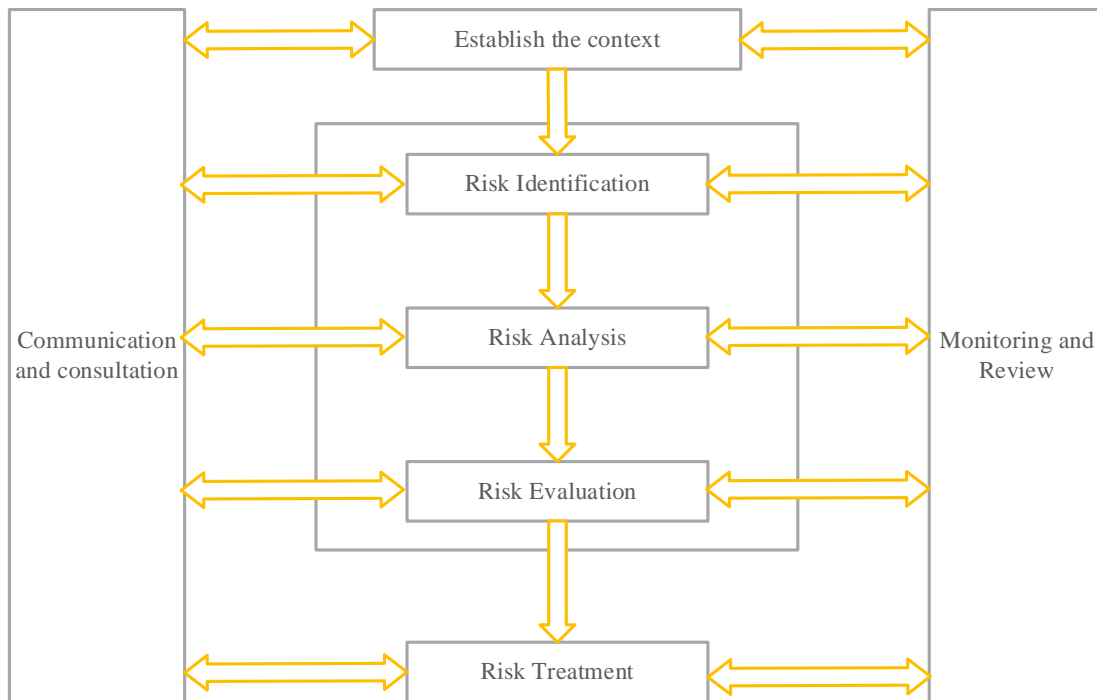 Establish the context
Risk Identification
Communication
and consultation
Risk Analysis
Monitoring and
Review
Risk Evaluation
Risk Treatment